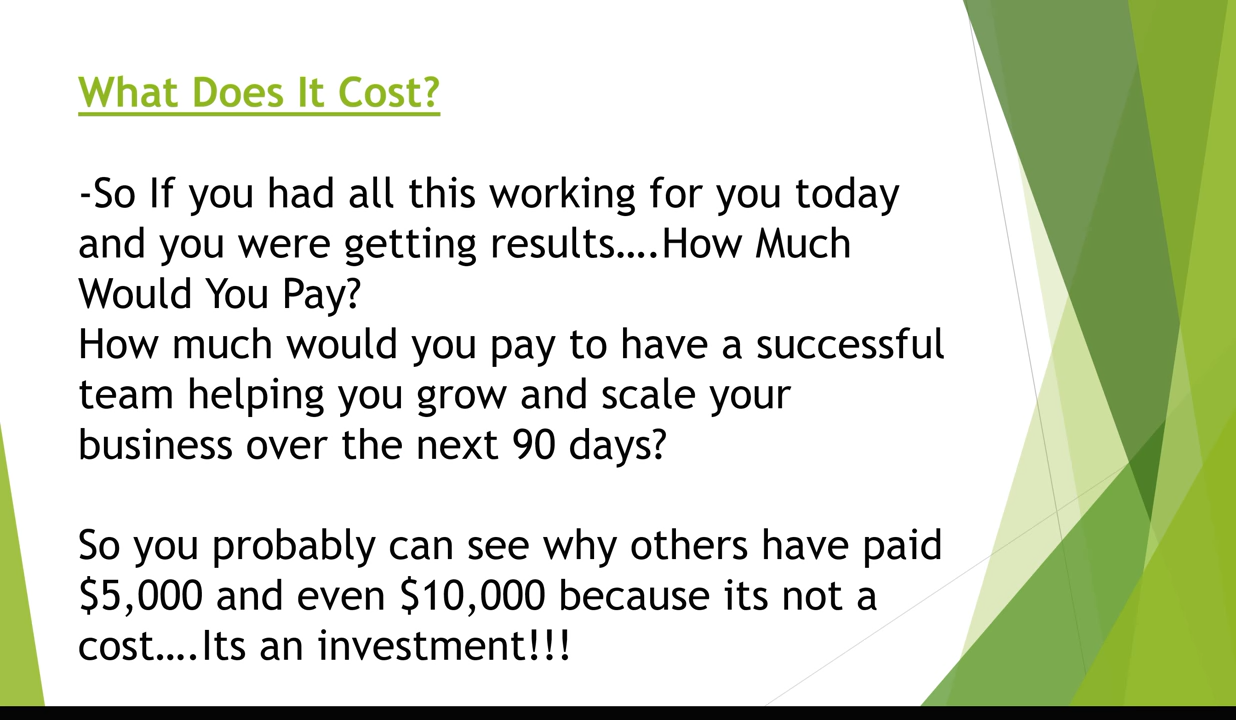 What Does It Cost?
-So If you had all this working for you today
and you were getting results....How Much
Would You Pay?
How much would you pay to have a successful
team helping you grow and scale your
business over the next 90 days?
So you probably can see why others have paid
$5,000 and even $10,000 because its not a
cost....Its an investment!!!